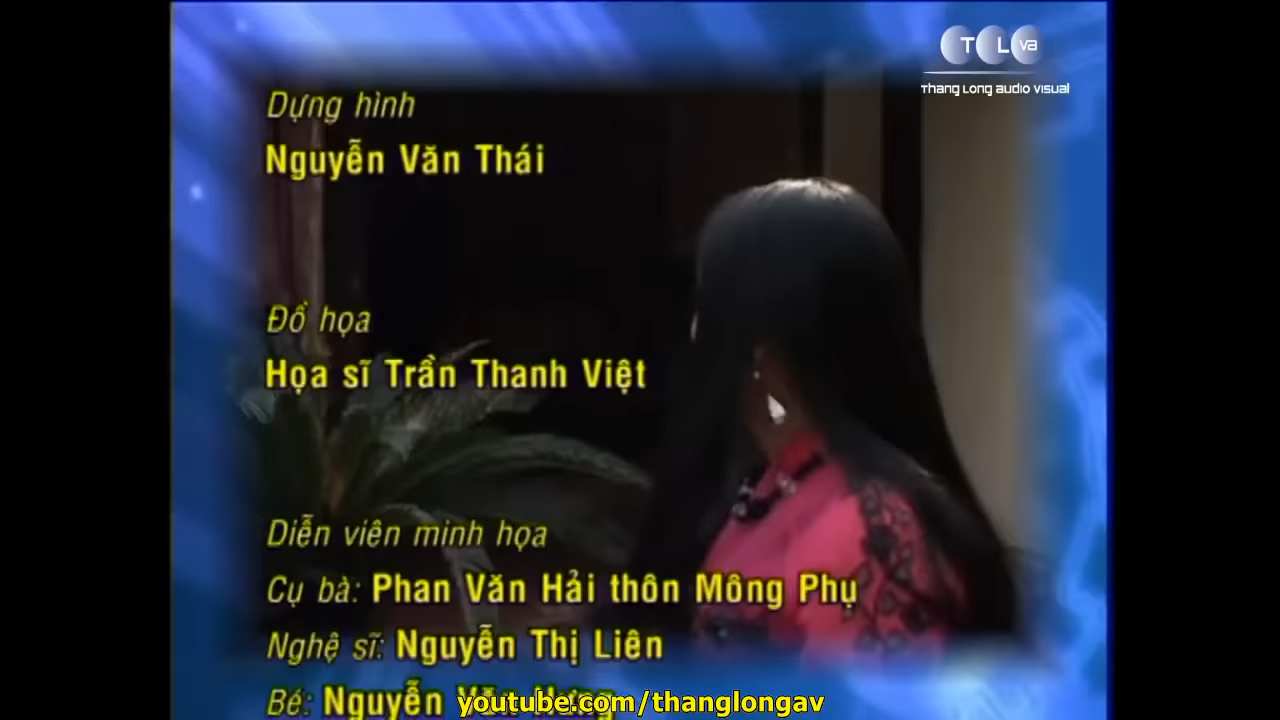 TLva
Thang Long audio visual
Dựng hình
Nguyễn Văn Thái
Đồ họa
Họa sĩ Trần Thanh Việt
Diễn viên minh họa
Cụ bà: Phan Văn Hải thôn Mông Phụ
Nghệ sĩ: Nguyễn Thị Liên
Bé: Nguyễn
youtube.com/thanglongav